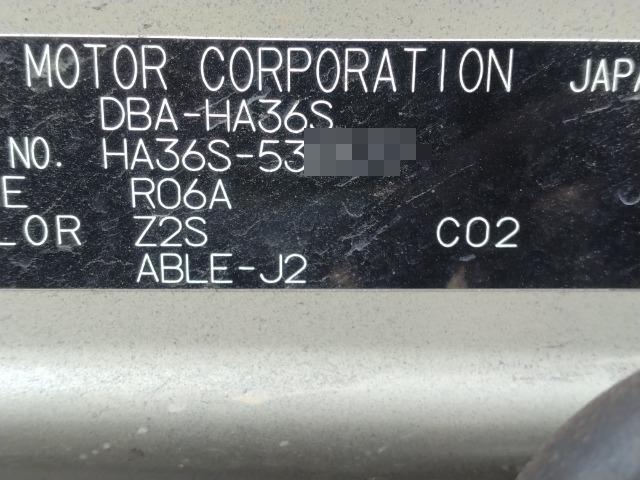 MOTOR CORPORATION JAPA
DBA-HA36S
NO. HA36S-53
E R06A
LOR Z2S C02
ABLE-J2